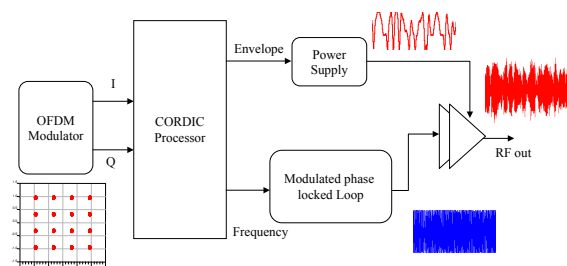 Envelope
Power
Supply
I
OFDM
Modulator
CORDIC
Processor
Q
RF out
Modulated phase
locked Loop
Frequency